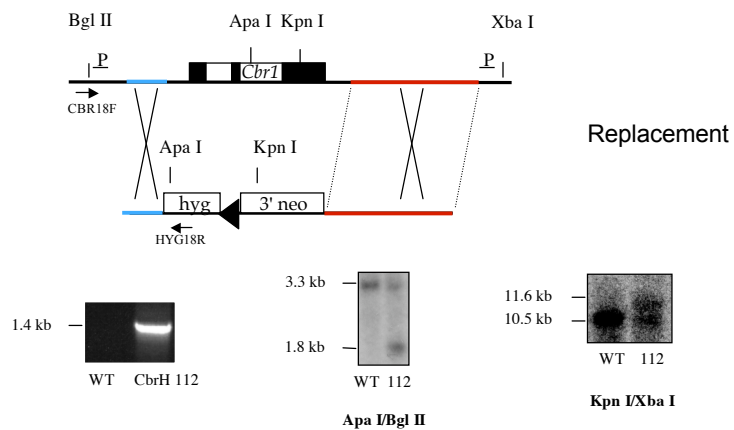 Bgl II
Apa I
Kpn I
Xba I
P
P
Cbr1
CBR18F
Replacement
Apa I
Kpn I
hyg
3' neo
HYG18R
3.3 kb
11.6 kb
1.4 kb
10.5 kb
1.8 kb
WT CbrH 112
WT 112
WT 112
Apa I/Bgl II
Kpn I/Xba I